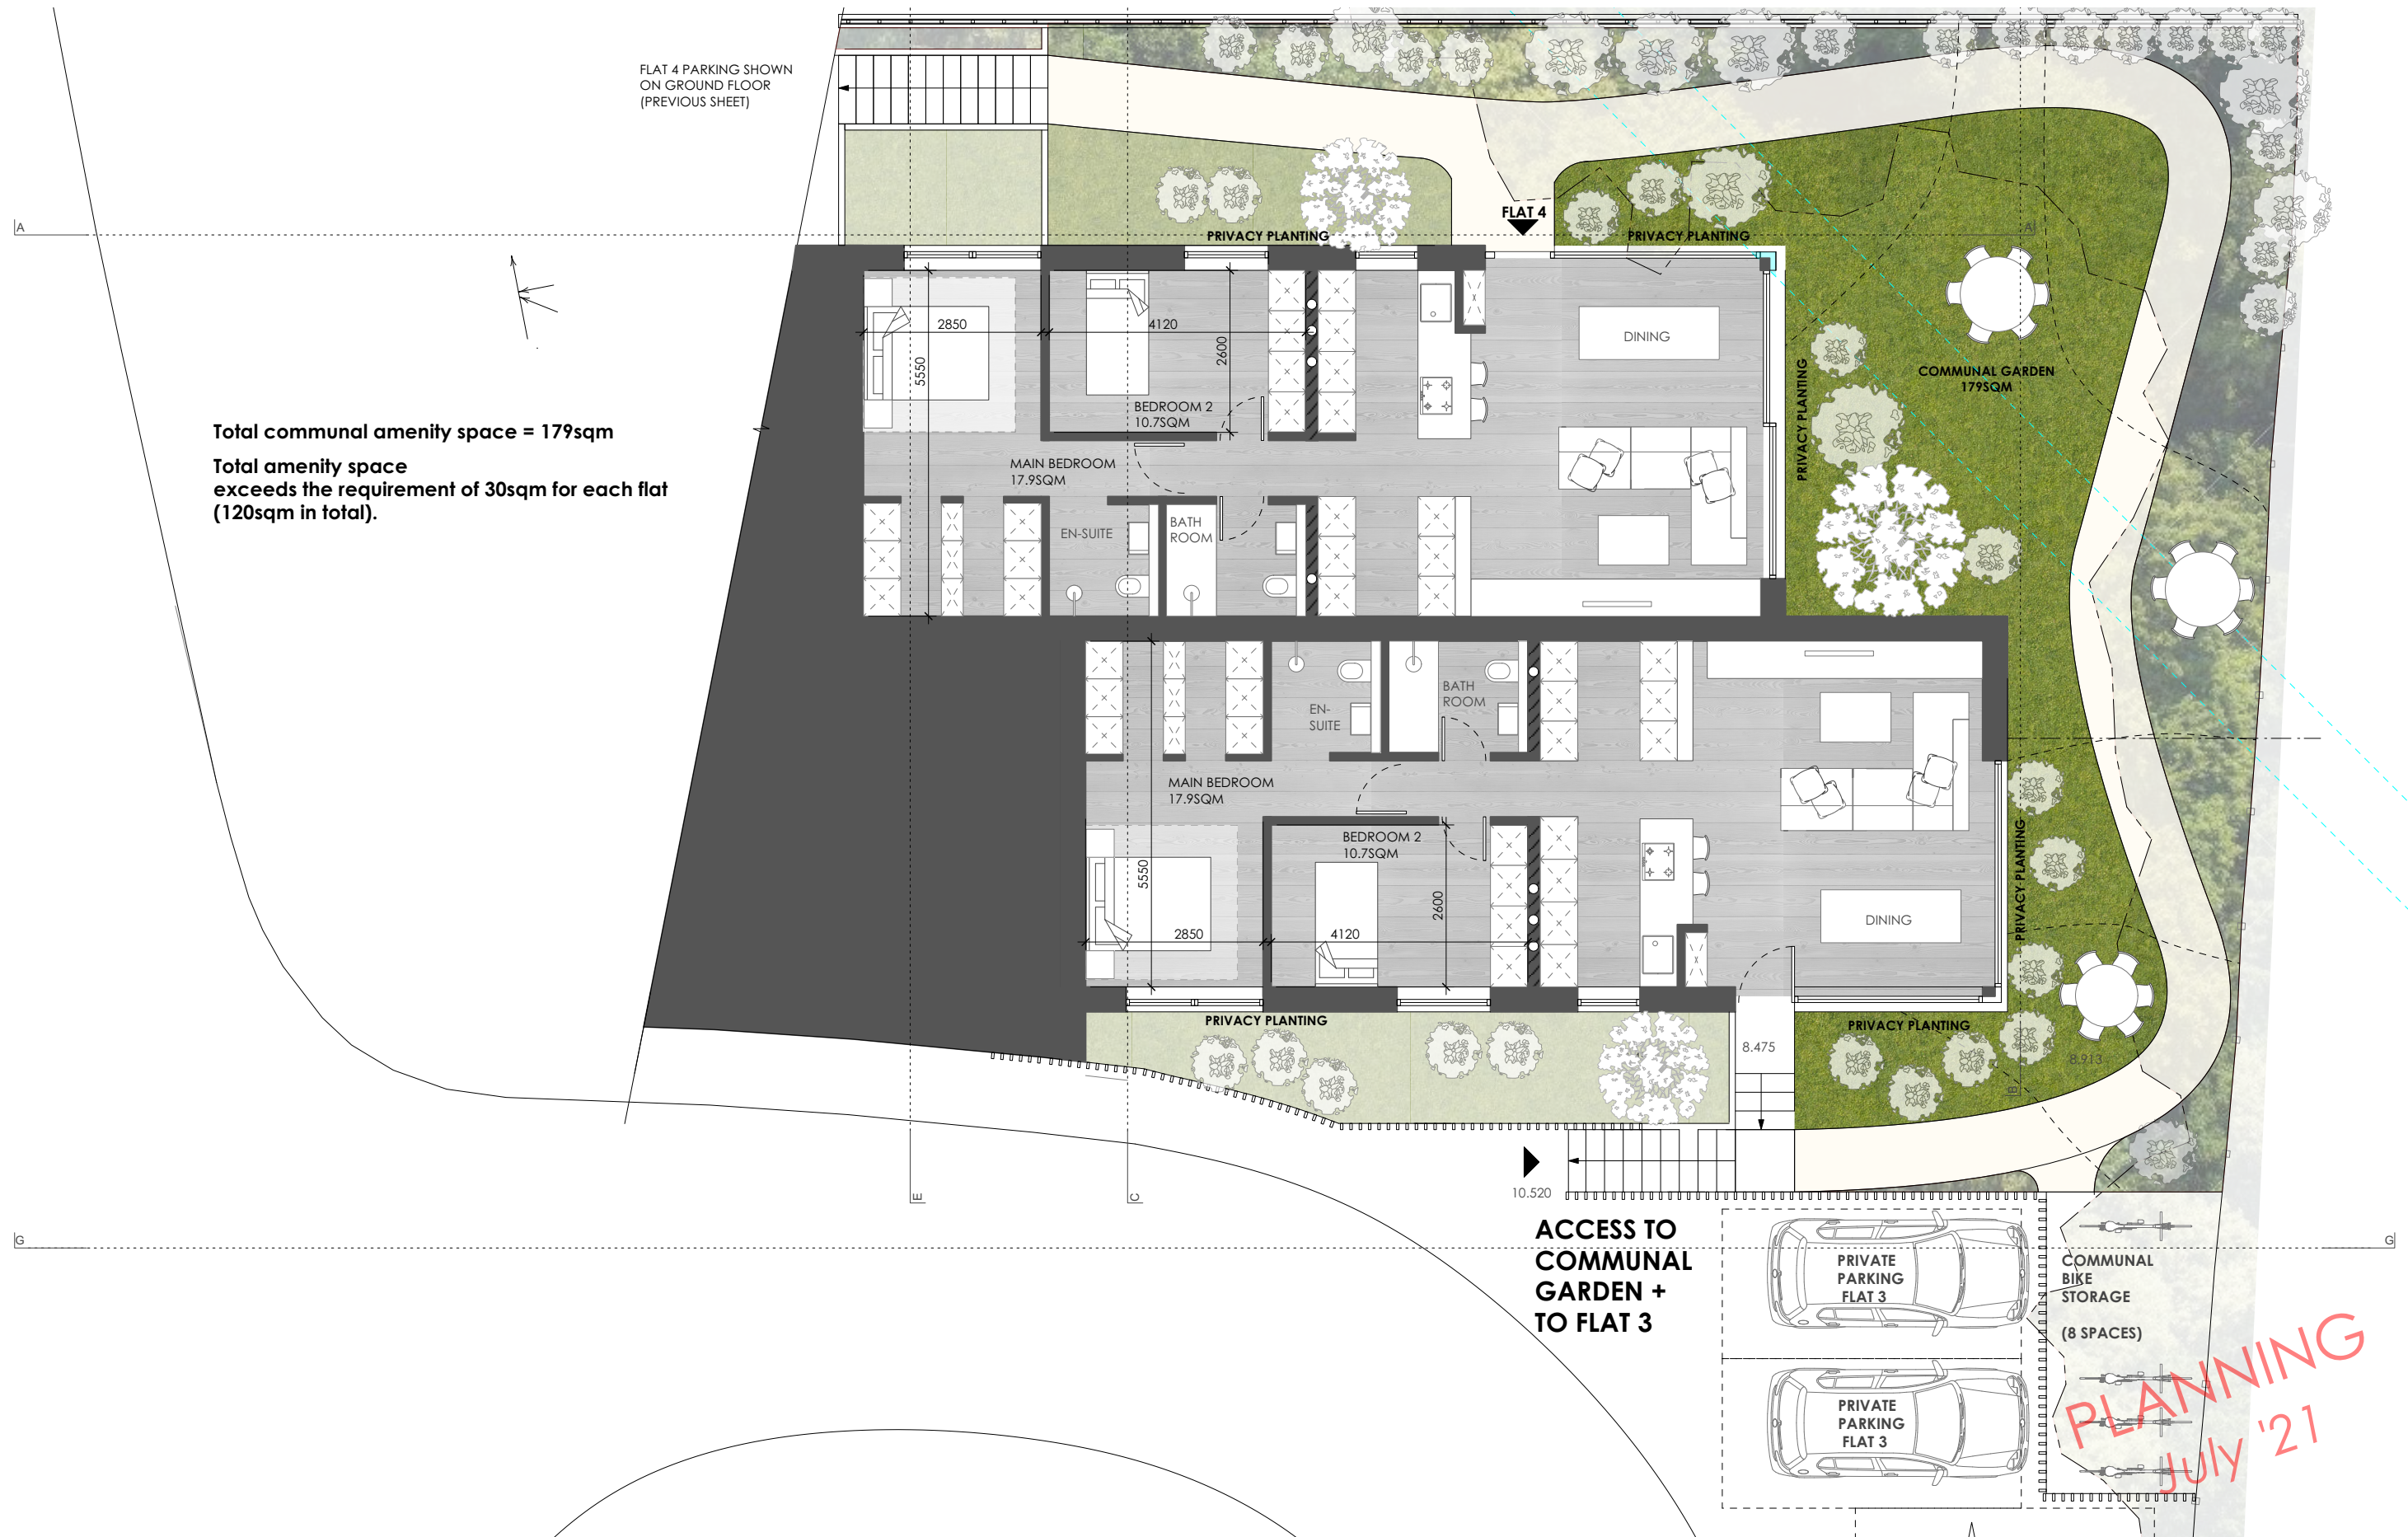 FLAT 4 PARKING SHOWN
ON GROUND FLOOR
(PREVIOUS SHEET)
A
A
FLAT 4
PRIVACY PLANTING
PRIVACY PLANTING
2850
4120
5550
2600
DINING
BEDROOM 2
10.7SQM
PRIVACY PLANTING
COMMUNAL GARDEN
179SQM
Total communal amenity space = 179sqm
Total amenity space
exceeds the requirement of 30sqm for each flat
(120sqm in total).
MAIN BEDROOM
17.9SQM
EN-SUITE
BATH
ROOM
EN-
SUITE
BATH
ROOM
MAIN BEDROOM
17.9SQM
BEDROOM 2
10.7SQM
5550
2600
2850
4120
DINING
PRIVACY PLANTING
PRIVACY PLANTING
PRIVACY PLANTING
8.475
8.913
B
E
C
10.520
G
G
ACCESS TO
COMMUNAL
GARDEN +
TO FLAT 3
PRIVATE
PARKING
FLAT 3
PRIVATE
PARKING
FLAT 3
COMMUNAL
BIKE
STORAGE
(8 SPACES)
PLANNING
July '21